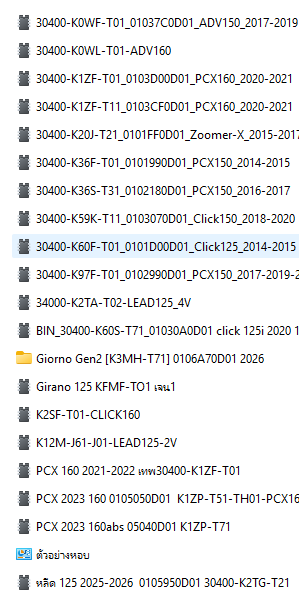 30400-K0WF-T01_01037C0D01_ADV150_2017-2019
30400-K0WL-T01-ADV160
30400-K1ZF-T01_0103D00D01_PCX160_2020-2021
30400-K1ZF-T11_0103CF0D01_PCX160_2020-2021
30400-K20J-T21_0101FF0D01_Zoomer-X_2015-2017
30400-K36F-T01_0101990D01_PCX150_2014-2015
30400-K36S-T31_0102180D01_PCX150_2016-2017
30400-K59K-T11_0103070D01_Click150_2018-2020
30400-K60F-T01_0101D00D01_Click125_2014-2015
30400-K97F-T01_0102990D01_PCX150_2017-2019-2
34000-K2TA-T02-LEAD125_4V
BIN_30400-K60S-T71_01030A0D01 click 125i 2020 1
Giorno Gen2 [K3MH-T71] 0106A70D01 2026
Girano 125 KFMF-TO1 เจน1
K2SF-T01-CLICK160
K12M-J61-J01-LEAD125-2V
PCX 160 2021-2022 เทพ30400-K1ZF-T01
PCX 2023 160 0105050D01 K1ZP-T51-TH01-PCX16
PCX 2023 160abs 05040D01 K1ZP-T71
ตัวอย่างหอบ
หลีด 125 2025-2026 0105950D01 30400-K2TG-T21